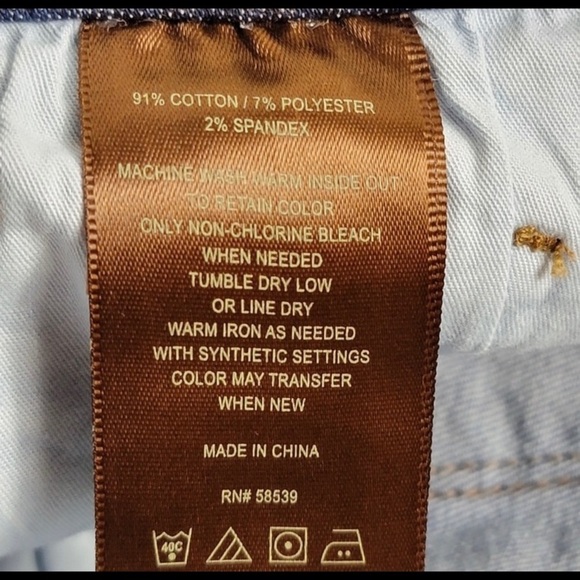 91% COTTON / 7% POLYESTER
2% SPANDEX
MACHINE WASH WARM INSIDE OUT
TO RETAIN COLOR
ONLY NON-CHLORINE BLEACH
WHEN NEEDED
TUMBLE DRY LOW
OR LINE DRY
WARM IRON AS NEEDED
WITH SYNTHETIC SETTINGS
COLOR MAY TRANSFER
WHEN NEW
MADE IN CHINA
RN# 58539
40C